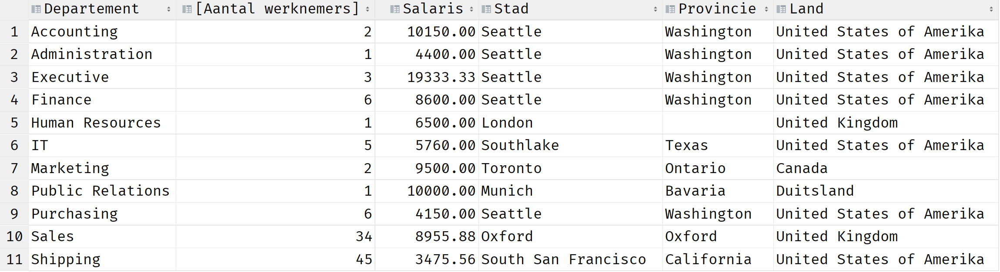 Departement [Aantal werknemers] Salaris Stad Provincie Land
1 Accounting 2 10150.00 Seattle Washington United States of Amerika
2 Administration 1 4400.00 Seattle Washington United States of Amerika
3 Executive 3 19333.33 Seattle Washington United States of Amerika
4 Finance 6 8600.00 Seattle Washington United States of Amerika
5 Human Resources 1 6500.00 London United Kingdom
6 IT 5 5760.00 Southlake Texas United States of Amerika
7 Marketing 2 9500.00 Toronto Ontario Canada
8 Public Relations 1 10000.00 Munich Bavaria Duitsland
9 Purchasing 6 4150.00 Seattle Washington United States of Amerika
10 Sales 34 8955.88 Oxford Oxford United Kingdom
11 Shipping 45 3475.56 South San Francisco California United States of Amerika